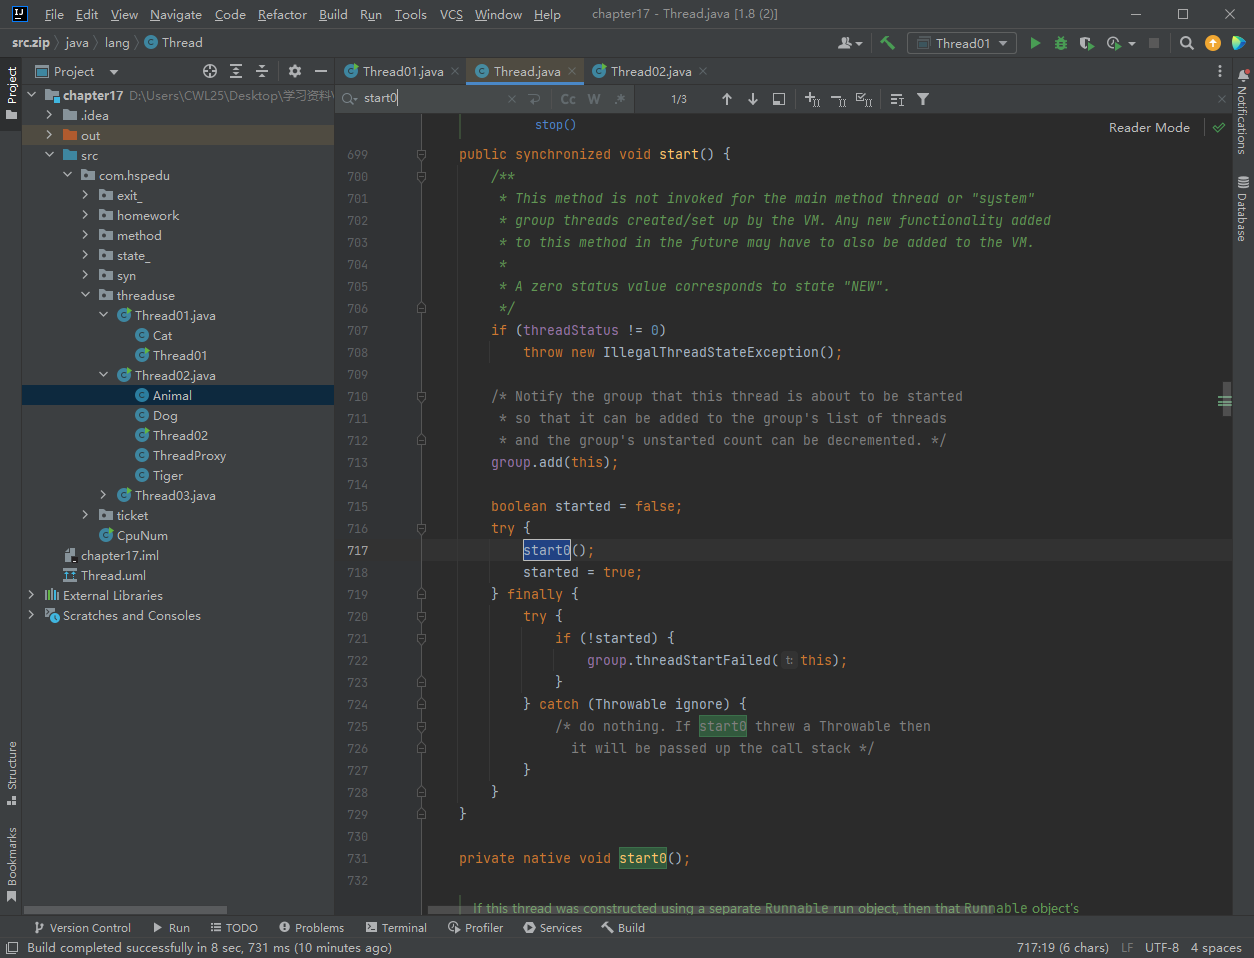 File Edit View Navigate Code Refactor Build Run Tools VCS Window Help chapter17 - Thread.java [1.8 (2)]
src.zip java lang Thread Thread01
Project Thread01.java Thread.java Thread02.java
start0 Cc W .* 1/3
Reader Mode
chapter17 D:\Users\CWL25\Desktop\学习资料\
.idea
out
src
com.hspedu
exit_
homework
method
state_
syn
threaduse
Thread01.java
Cat
Thread01
Thread02.java
Animal
Dog
Thread02
ThreadProxy
Tiger
Thread03.java
ticket
CpuNum
chapter17.iml
Thread.uml
External Libraries
Scratches and Consoles
Project
Structure
Bookmarks
Notifications
Database
stop()
699 public synchronized void start() {
700 /**
701 * This method is not invoked for the main method thread or "system"
702 * group threads created/set up by the VM. Any new functionality added
703 * to this method in the future may have to also be added to the VM.
704 *
705 * A zero status value corresponds to state "NEW".
706 */
707 if (threadStatus != 0)
708 throw new IllegalThreadStateException();
709
710 /* Notify the group that this thread is about to be started
711 * so that it can be added to the group's list of threads
712 * and the group's unstarted count can be decremented. */
713 group.add(this);
714
715 boolean started = false;
716 try {
717 start0();
718 started = true;
719 } finally {
720 try {
721 if (!started) {
722 group.threadStartFailed( t: this);
723 }
724 } catch (Throwable ignore) {
725 /* do nothing. If start0 threw a Throwable then
726 it will be passed up the call stack */
727 }
728 }
729 }
730
731 private native void start0();
732
If this thread was constructed using a separate Runnable run object, then that Runnable object's
Version Control Run TODO Problems Terminal Profiler Services Build
Build completed successfully in 8 sec, 731 ms (10 minutes ago) 717:19 (6 chars) LF UTF-8 4 spaces